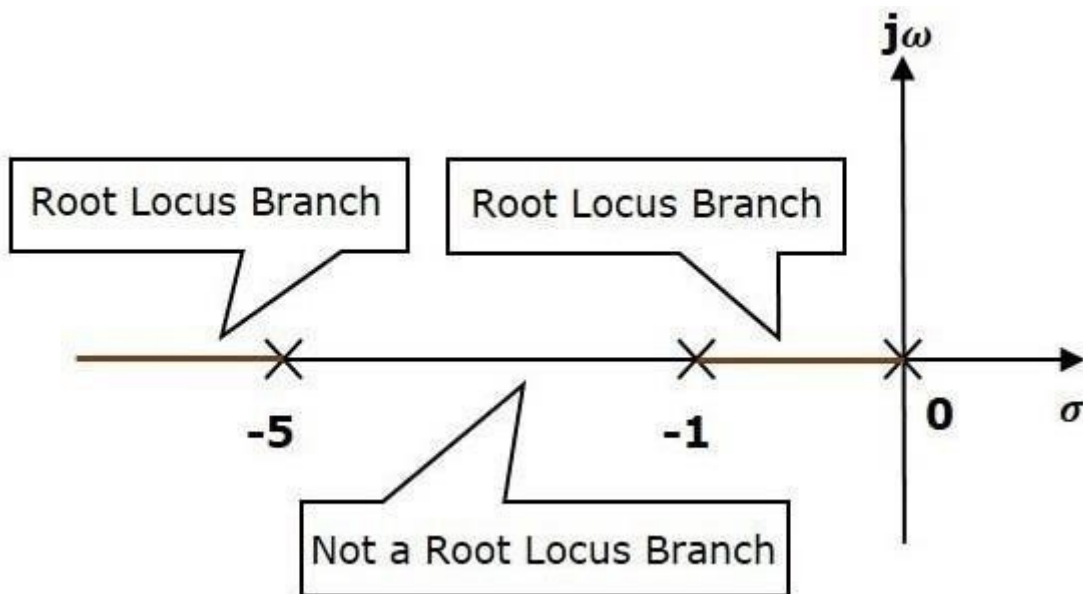 jω
Root Locus Branch
Root Locus Branch
-5
-1
0
σ
Not a Root Locus Branch